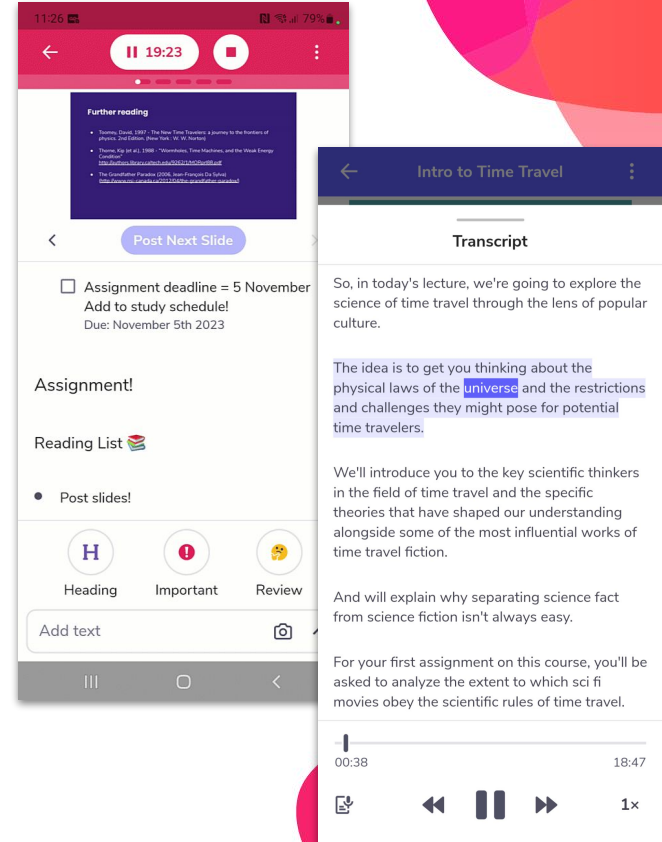 11:26
79%
19:23
Further reading
Toomey, David, 1997 - The New Time Travelers: a journey to the frontiers of
physics. 2nd Edition. (New York : W. W. Norton)
Thorne, Kip (et al), 1988 - "Wormholes, Time Machines, and the Weak Energy
Condition"
The Grandfather Paradox (2006, Jean-François Da Sylva)
Post Next Slide
Assignment deadline = 5 November
Add to study schedule!
Due: November 5th 2023
Assignment!
Reading List 📚
Post slides!
H
Heading
Important
Review
Add text
Intro to Time Travel
Transcript
So, in today's lecture, we're going to explore the
science of time travel through the lens of popular
culture.
The idea is to get you thinking about the
physical laws of the universe and the restrictions
and challenges they might pose for potential
time travelers.
We'll introduce you to the key scientific thinkers
in the field of time travel and the specific
theories that have shaped our understanding
alongside some of the most influential works of
time travel fiction.
And will explain why separating science fact
from science fiction isn't always easy.
For your first assignment on this course, you'll be
asked to analyze the extent to which sci fi
movies obey the scientific rules of time travel.
00:38
18:47
1×